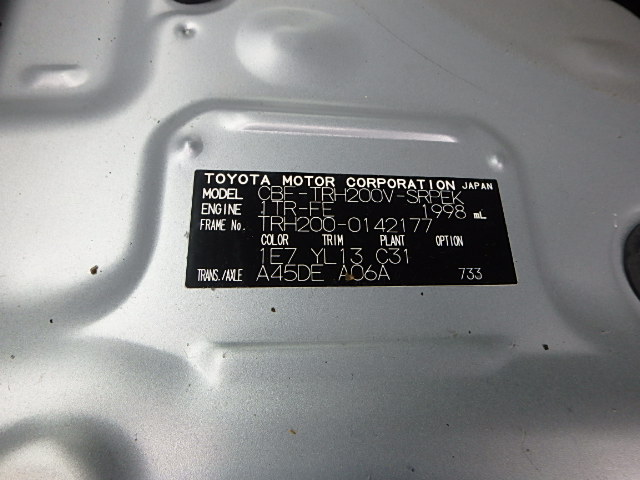 TOYOTA MOTOR CORPORATION JAPAN
MODEL CBF-TRH200V-SRPEK
ENGINE 1TR-FE 1998 mL
FRAME No. TRH200-0142177
COLOR TRIM PLANT OPTION
1E7 YL13 C31
TRANS./AXLE A45DE A06A 733